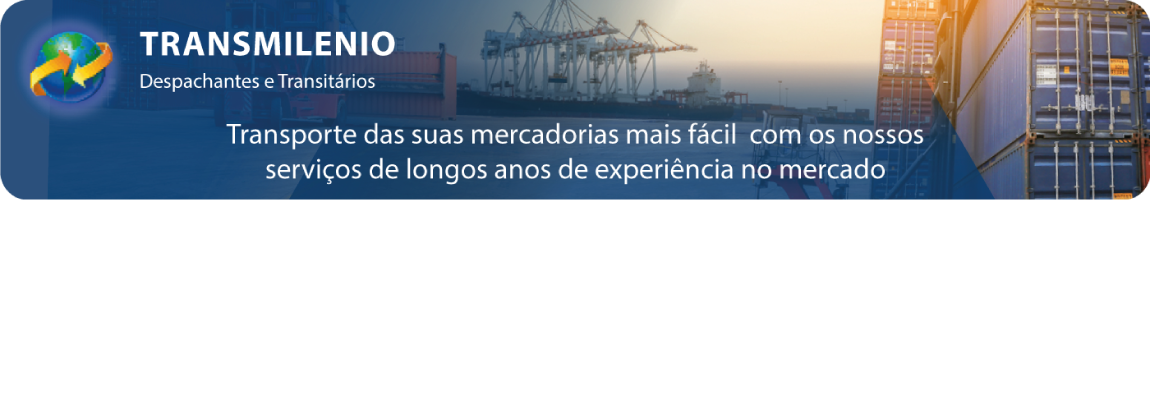 TRANSMILENIO
Despachantes e Transitários
Transporte das suas mercadorias mais fácil com os nossos
serviços de longos anos de experiência no mercado